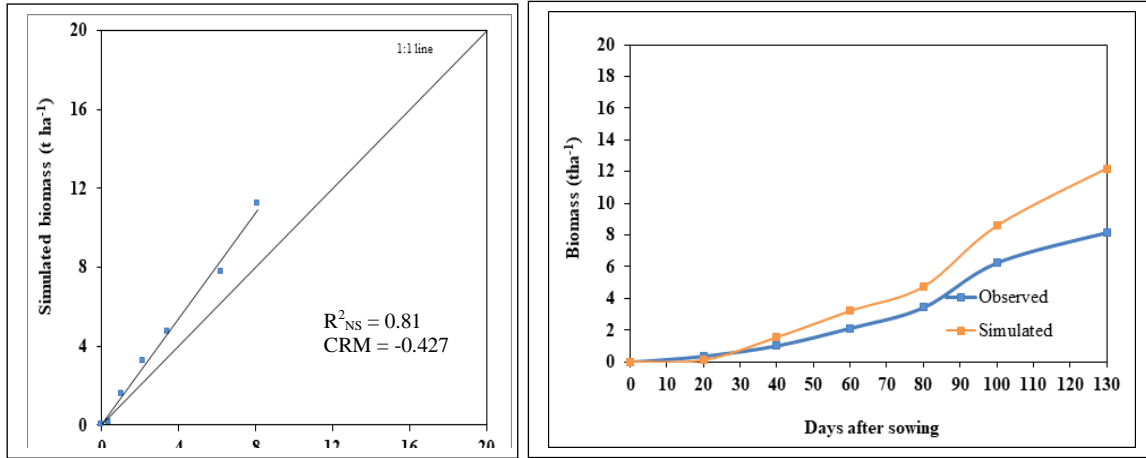 20
16
12
8
4
0
Simulated biomass (t ha⁻¹)
1:1 line
R²NS = 0.81
CRM = -0.427
0 4 8 12 16 20
20
18
16
14
12
10
8
6
4
2
0
Biomass (tha⁻¹)
Observed
Simulated
0 10 20 30 40 50 60 70 80 90 100 110 120 130
Days after sowing